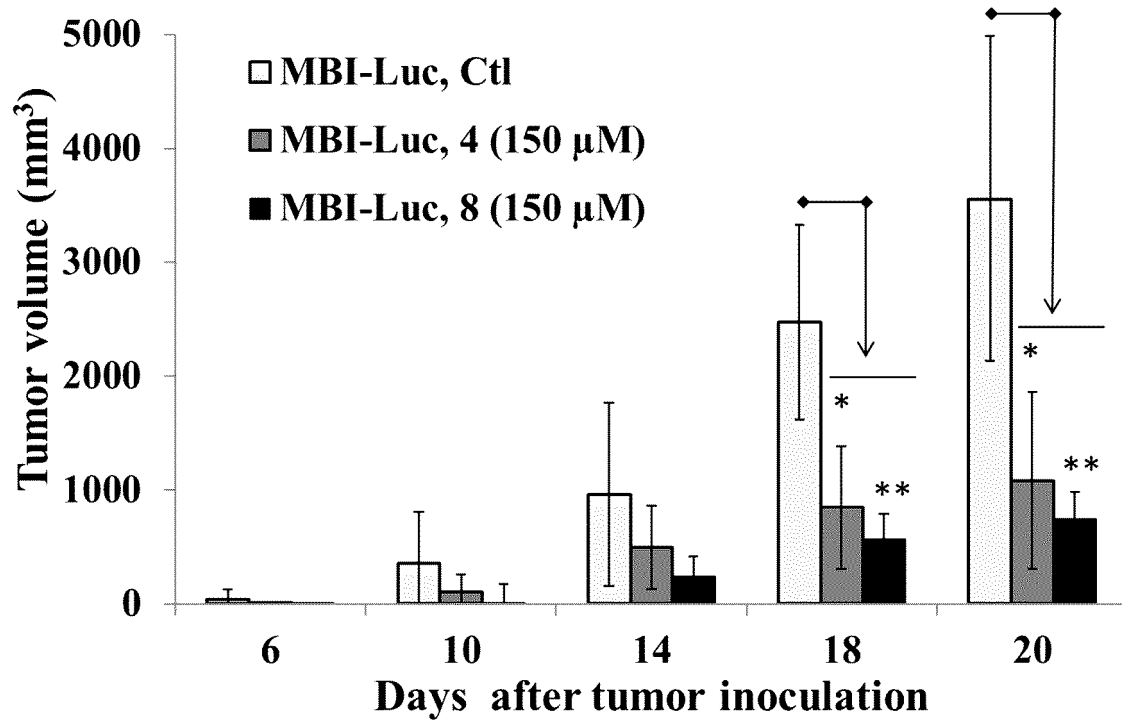 5000
4000
3000
2000
1000
0
Tumor volume (mm³)
MBI-Luc, Ctl
MBI-Luc, 4 (150 µM)
MBI-Luc, 8 (150 µM)
*
**
*
**
6 10 14 18 20
Days after tumor inoculation